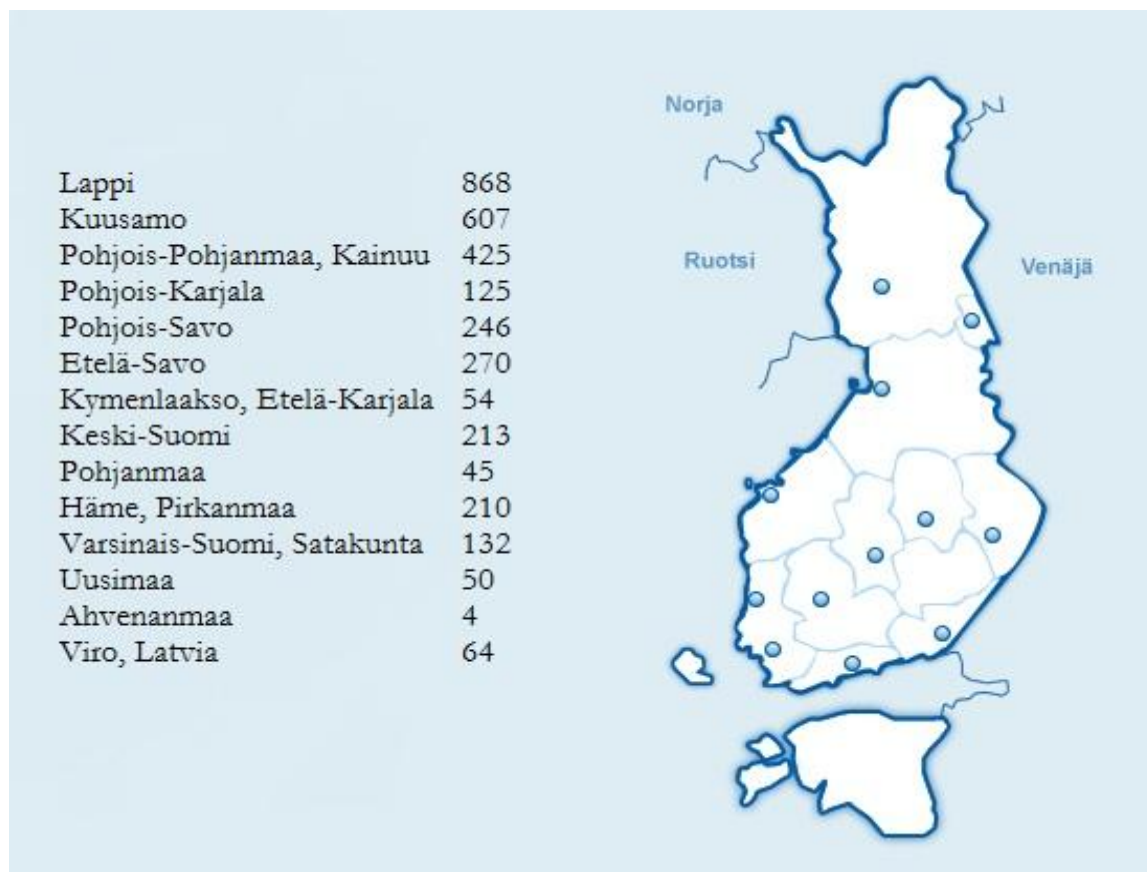 Lappi 868
Kuusamo 607
Pohjois-Pohjanmaa, Kainuu 425
Pohjois-Karjala 125
Pohjois-Savo 246
Etelä-Savo 270
Kymenlaakso, Etelä-Karjala 54
Keski-Suomi 213
Pohjanmaa 45
Häme, Pirkanmaa 210
Varsinais-Suomi, Satakunta 132
Uusimaa 50
Ahvenanmaa 4
Viro, Latvia 64
Norja
Ruotsi
Venäjä